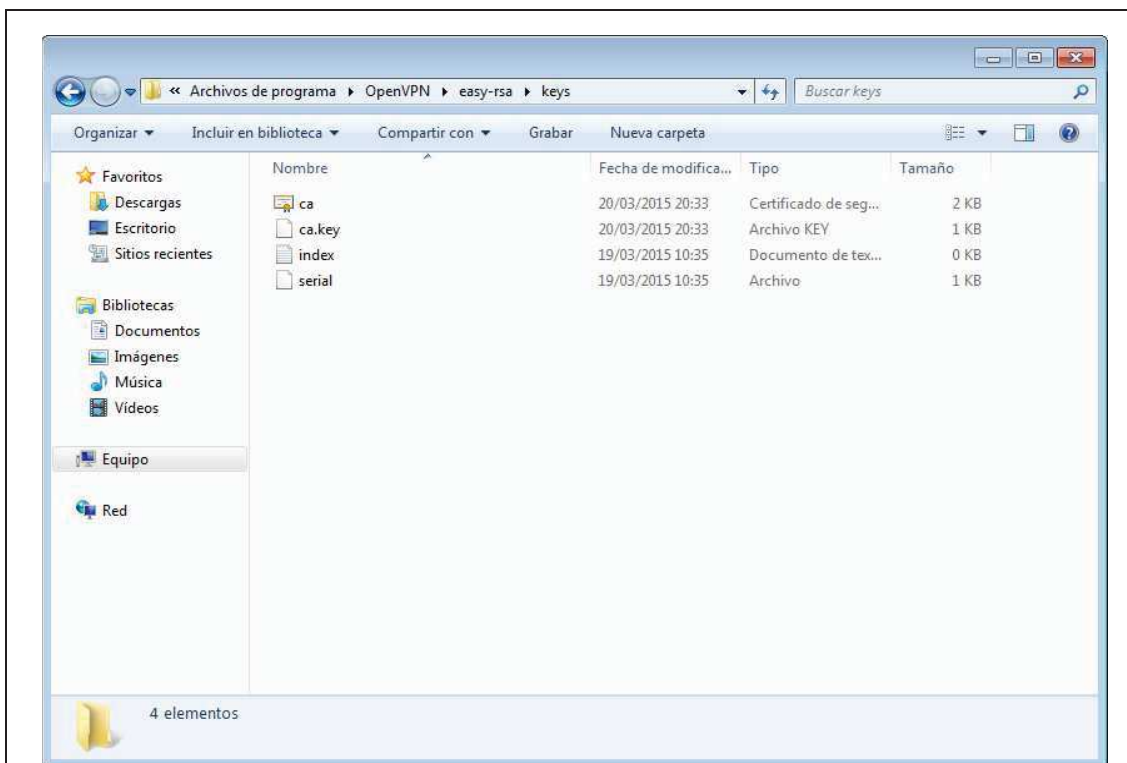 « Archivos de programa ▸ OpenVPN ▸ easy-rsa ▸ keys
Buscar keys
Organizar
Incluir en biblioteca
Compartir con
Grabar
Nueva carpeta
Favoritos
Descargas
Escritorio
Sitios recientes
Bibliotecas
Documentos
Imágenes
Música
Vídeos
Equipo
Red
Nombre Fecha de modifica... Tipo Tamaño
ca 20/03/2015 20:33 Certificado de seg... 2 KB
ca.key 20/03/2015 20:33 Archivo KEY 1 KB
index 19/03/2015 10:35 Documento de tex... 0 KB
serial 19/03/2015 10:35 Archivo 1 KB
4 elementos